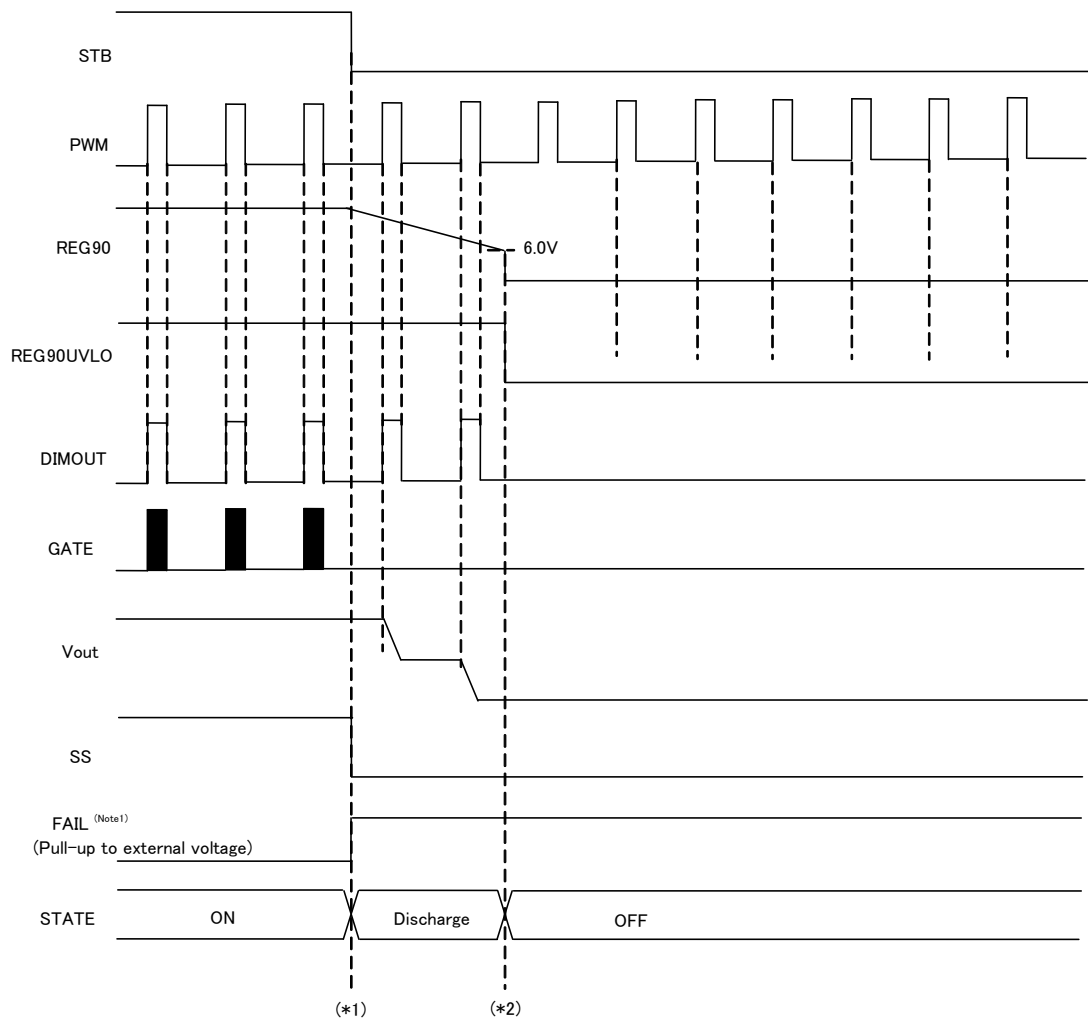 STB
PWM
REG90
6.0V
REG90UVLO
DIMOUT
GATE
Vout
SS
FAIL (Note1)
(Pull-up to external voltage)
STATE
ON
Discharge
OFF
(*1)
(*2)